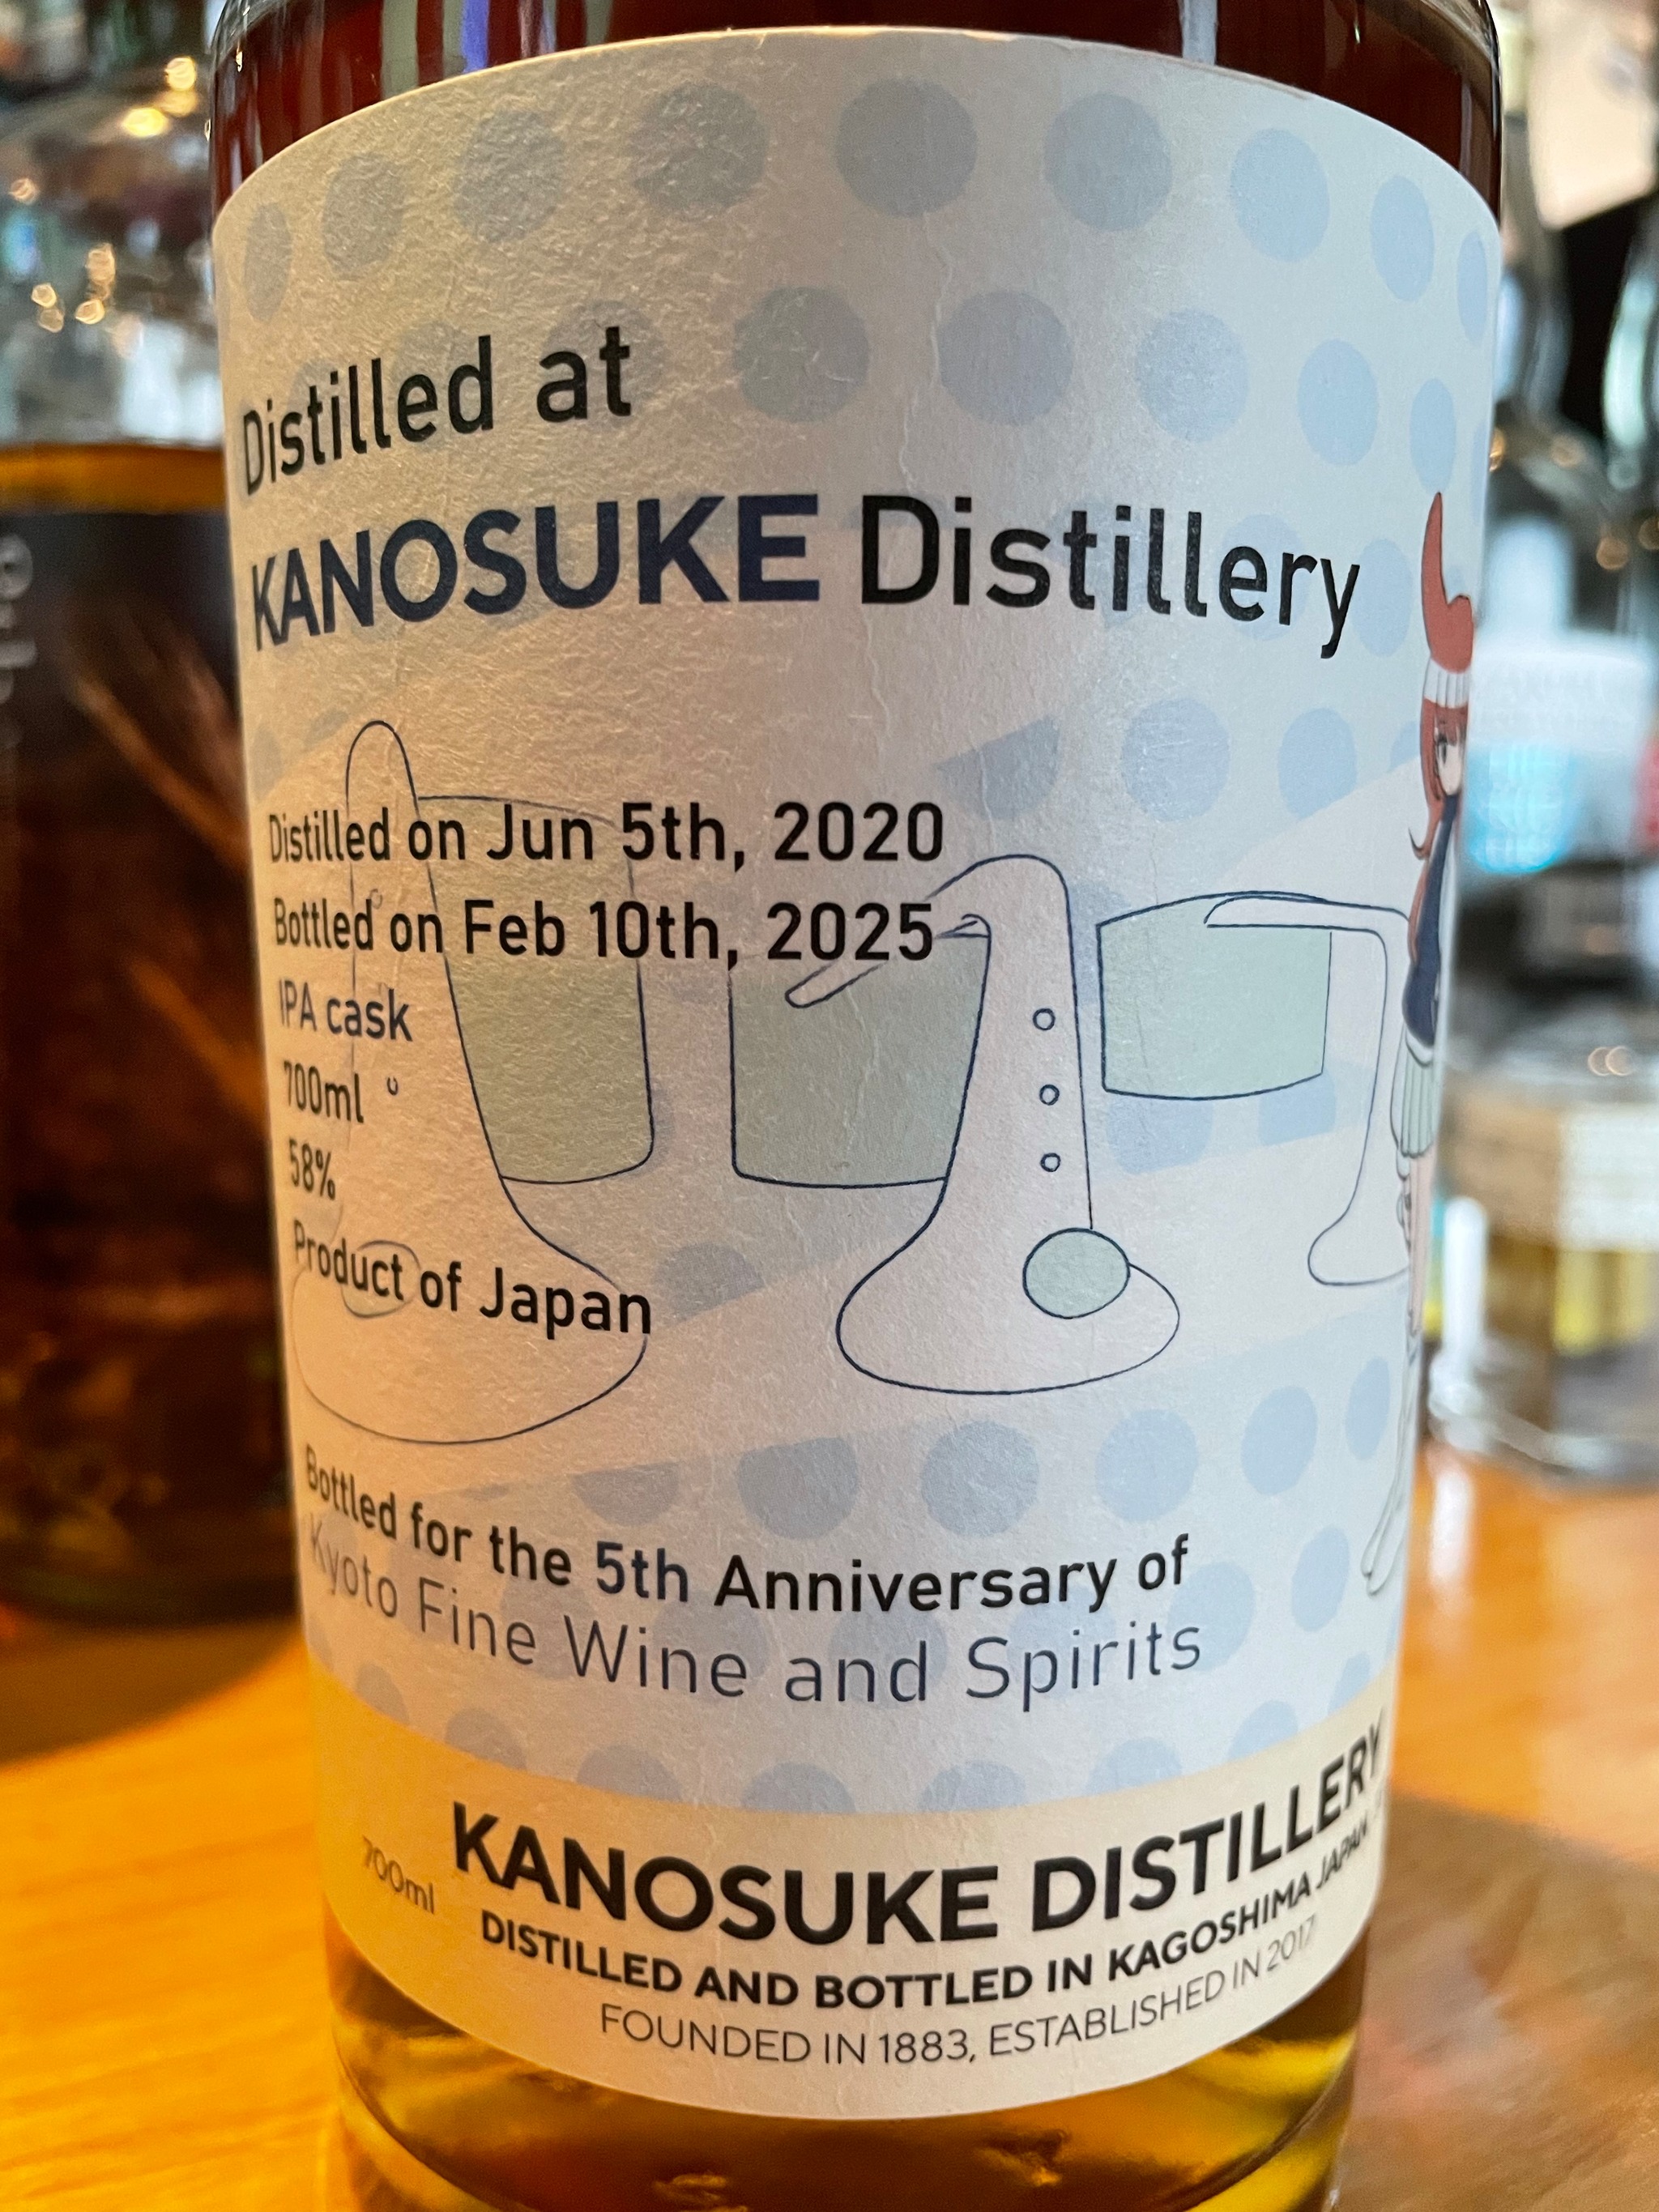 Distilled at
KANOSUKE Distillery
Distilled on Jun 5th, 2020
Bottled on Feb 10th, 2025
IPA cask
700ml
58%
Product of Japan
Bottled for the 5th Anniversary of
Kyoto Fine Wine and Spirits
KANOSUKE DISTILLERY
700ml
DISTILLED AND BOTTLED IN KAGOSHIMA JAPAN
FOUNDED IN 1883, ESTABLISHED IN 2017